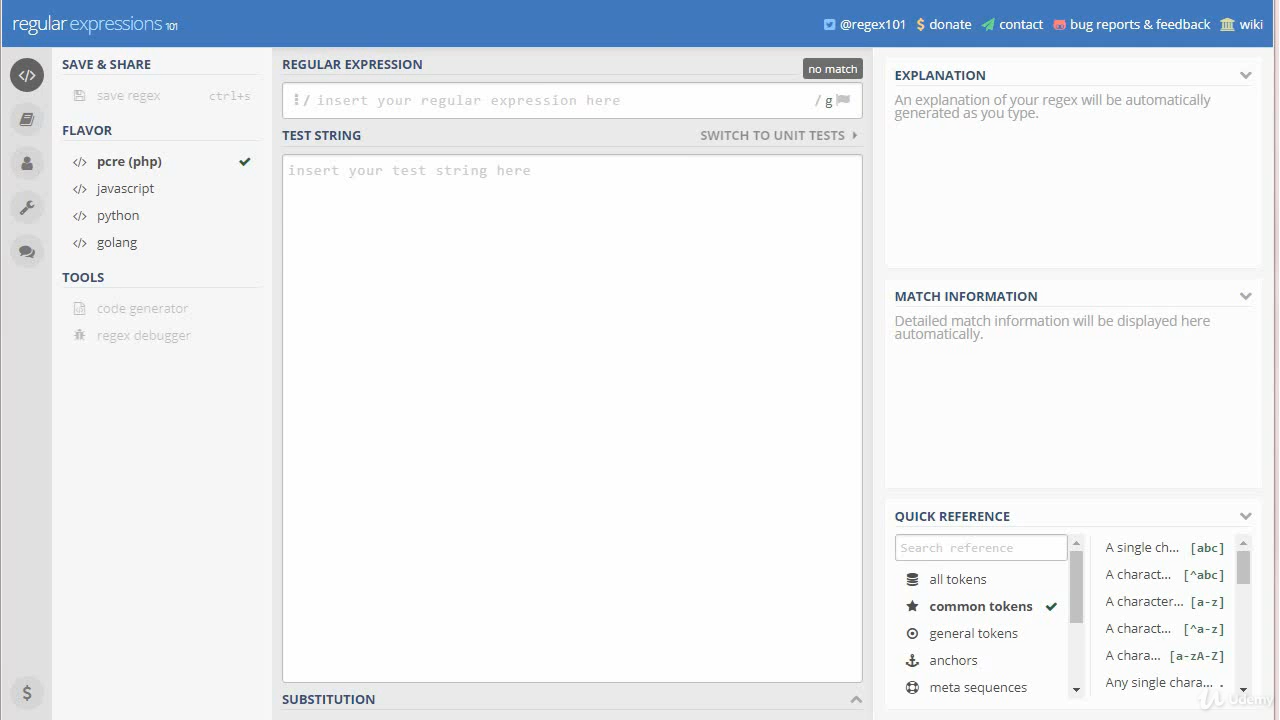 regular expressions 101
@regex101
donate
contact
bug reports & feedback
wiki
SAVE & SHARE
save regex ctrl+s
FLAVOR
pcre (php)
javascript
python
golang
TOOLS
code generator
regex debugger
$
REGULAR EXPRESSION
no match
/ insert your regular expression here / g
TEST STRING
SWITCH TO UNIT TESTS
insert your test string here
SUBSTITUTION
EXPLANATION
An explanation of your regex will be automatically
generated as you type.
MATCH INFORMATION
Detailed match information will be displayed here
automatically.
QUICK REFERENCE
Search reference
all tokens
common tokens
general tokens
anchors
meta sequences
A single ch... [abc]
A charact... [^abc]
A character... [a-z]
A charact... [^a-z]
A chara... [a-zA-Z]
Any single chara... .
Udemy